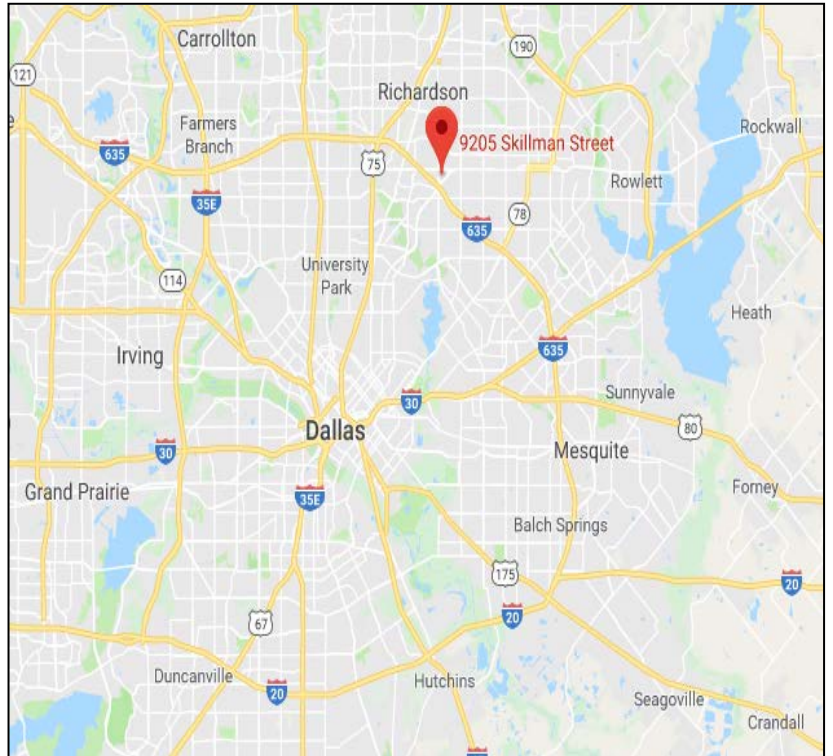 Carrollton
190
121
Richardson
Farmers
Branch
9205 Skillman Street
Rockwall
635
75
Rowlett
35E
78
635
University
Park
114
Heath
Irving
635
Sunnyvale
30
80
Dallas
Mesquite
30
Grand Prairie
35E
Forney
Balch Springs
175
20
20
67
Duncanville
Hutchins
20
Seagoville
Crandall